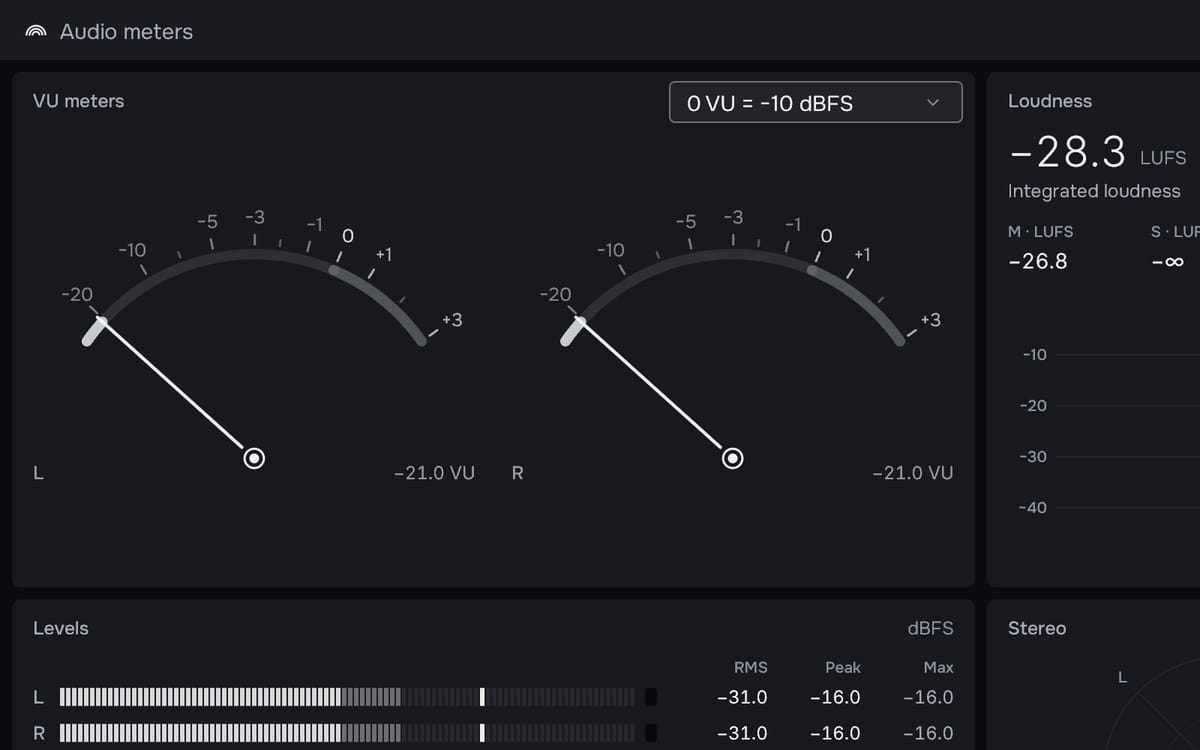 Audio meters
VU meters
0 VU = −10 dBFS
−20
−10
−5
−3
−1
0
+1
+3
L
−21.0 VU
−20
−10
−5
−3
−1
0
+1
+3
R
−21.0 VU
Loudness
−28.3 LUFS
Integrated loudness
M · LUFS
−26.8
S · LUF
−∞
−10
−20
−30
−40
Levels
dBFS
RMS Peak Max
L −31.0 −16.0 −16.0
R −31.0 −16.0 −16.0
Stereo
L